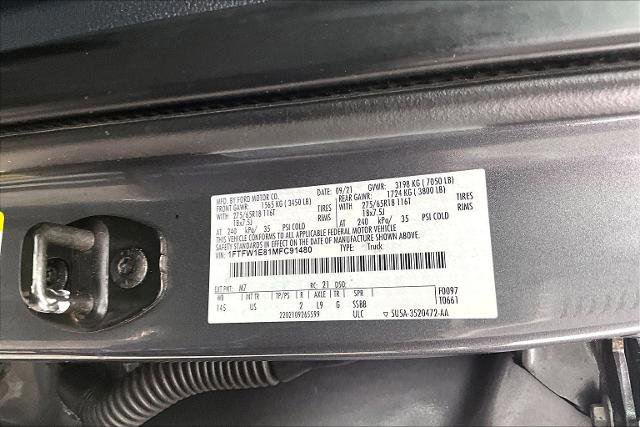 MFD. BY FORD MOTOR CO. DATE: 09/21 GVWR: 3198 KG ( 7050 LB)
FRONT GAWR: 1565 KG ( 3450 LB) REAR GAWR: 1724 KG ( 3800 LB)
WITH 275/65R18 116T TIRES WITH 275/65R18 116T TIRES
18x7.5J RIMS 18x7.5J RIMS
AT 240 kPa/ 35 PSI COLD AT 240 kPa/ 35 PSI COLD
THIS VEHICLE CONFORMS TO ALL APPLICABLE FEDERAL MOTOR VEHICLE
SAFETY STANDARDS IN EFFECT ON THE DATE OF MANUFACTURE SHOWN ABOVE.
VIN: 1FTFW1E81MFC91480 TYPE: Truck
EXT PNT: M7 RC: 21 DSO: F0097
WB INT TR TP/PS R AXLE TR SPR T0661
145 US 2 L9 G SSBB
2202109265599 ULC ▽ 5USA-3520472-AA